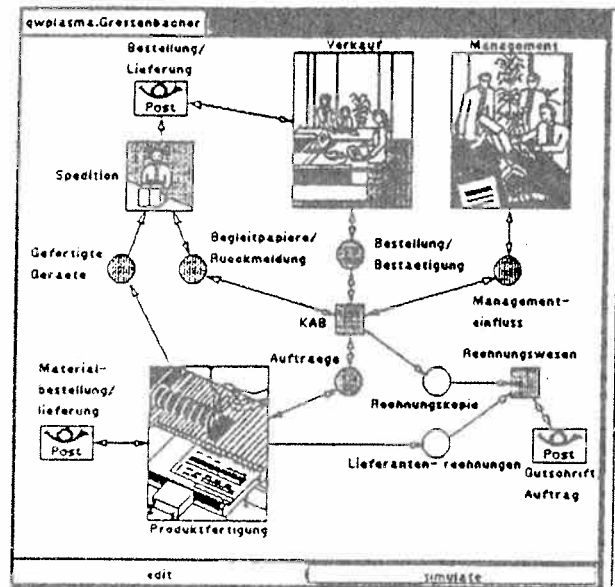 qwplasma.Gressenbacher
Bestellung/
Lieferung
Verkauf
Management
Post
Spedition
Gefertigte
Geraete
Begleitpapiere/
Rueckmeldung
Bestellung/
Bestaetigung
KAB
Management-
einfluss
Material-
bestellung/
lieferung
Auftraege
Rechnungswesen
Rechnungskopie
Post
Lieferanten- rechnungen
Post
Gutschrift
Auftrag
Produktfertigung
edit
simulate